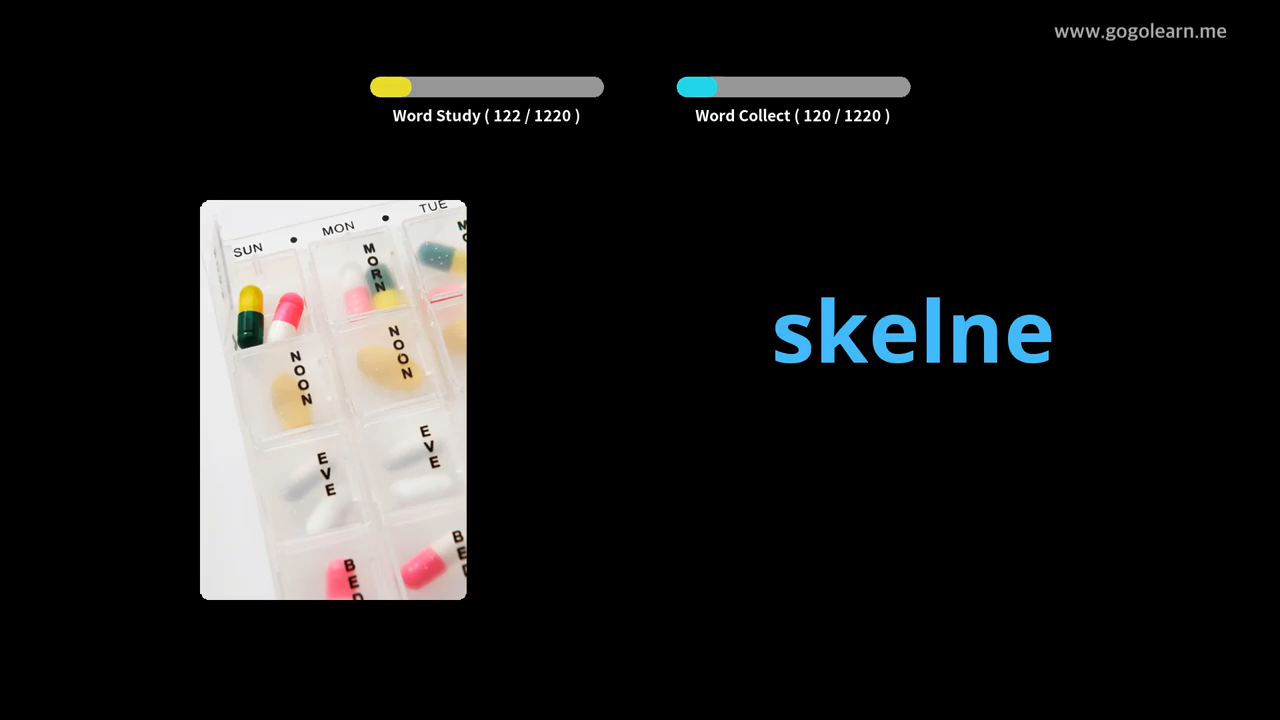 www.gogolearn.me
Word Study ( 122 / 1220 )
Word Collect ( 120 / 1220 )
SUN • MON • TUE
MORN
NOON
NOON
EVE
EVE
BED
skelne